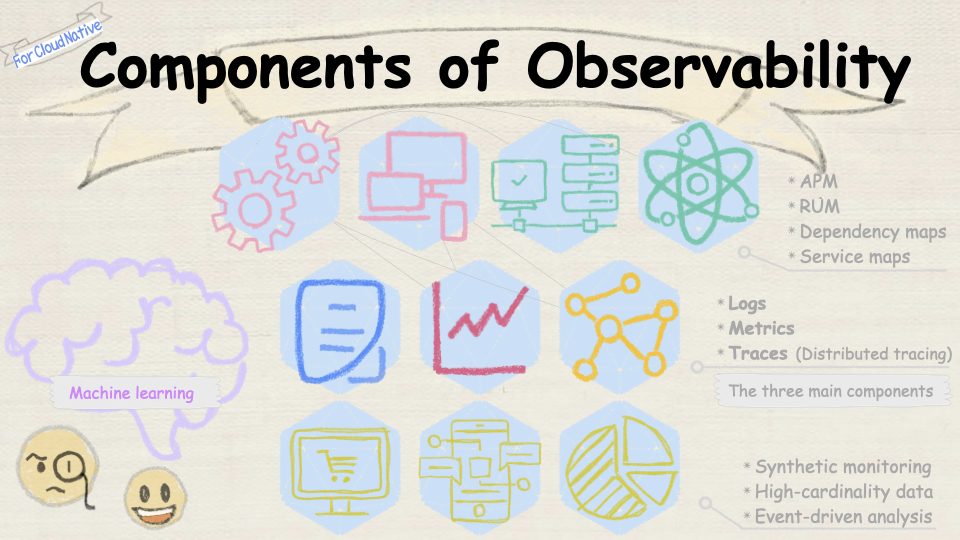 For Cloud Native
Components of Observability
* APM
* RUM
* Dependency maps
* Service maps
* Logs
* Metrics
* Traces (Distributed tracing)
Machine learning
The three main components
* Synthetic monitoring
* High-cardinality data
* Event-driven analysis